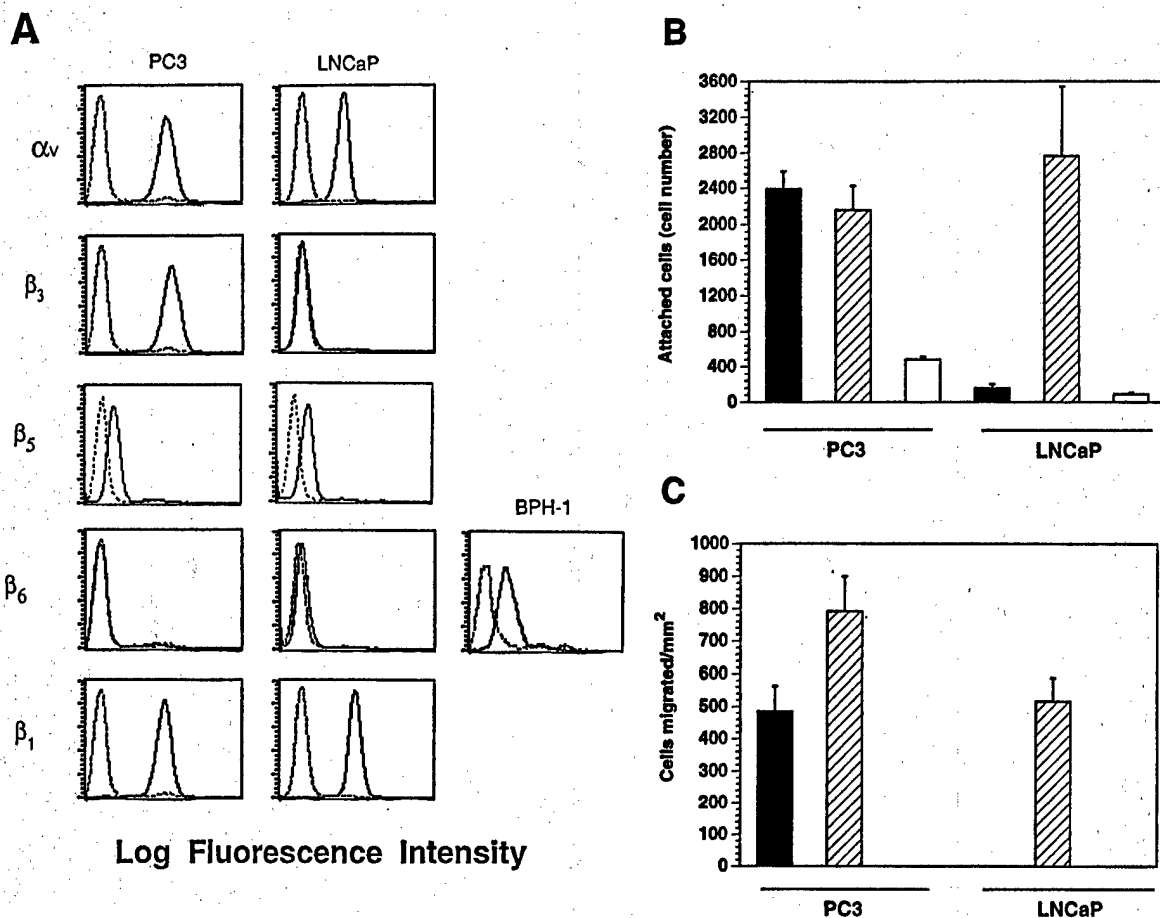 A
PC3 LNCaP
αv
β3
β5
β6
β1
BPH-1
Log Fluorescence Intensity
B
Attached cells (cell number)
3600
3200
2800
2400
2000
1600
1200
800
400
0
PC3 LNCaP
C
Cells migrated/mm2
1000
900
800
700
600
500
400
300
200
100
0
PC3 LNCaP